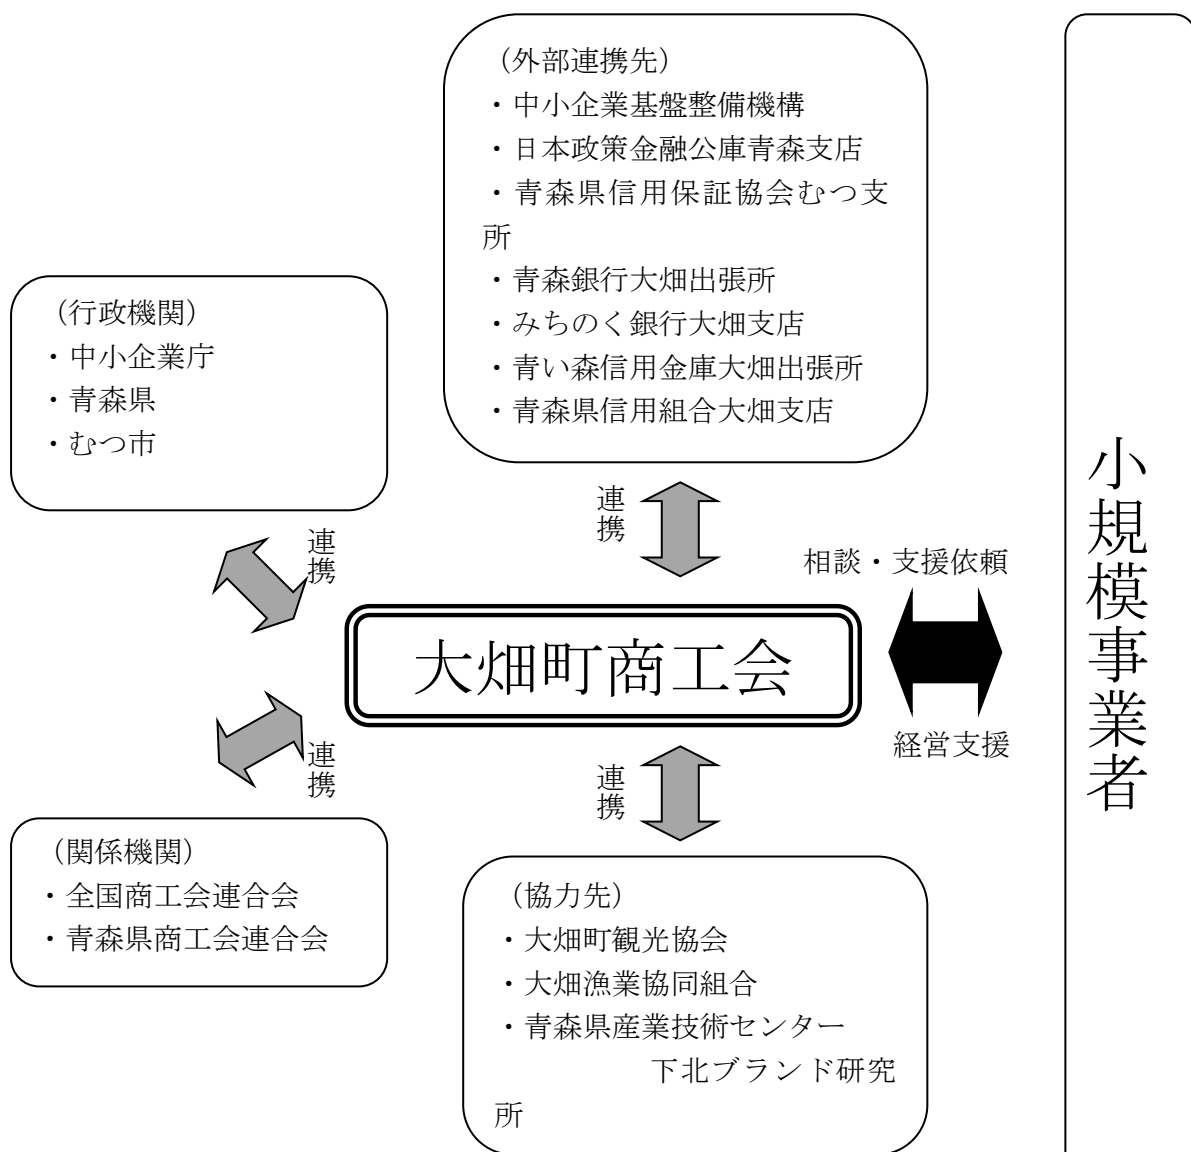 （外部連携先）
・中小企業基盤整備機構
・日本政策金融公庫青森支店
・青森県信用保証協会むつ支
所
・青森銀行大畑出張所
・みちのく銀行大畑支店
・青い森信用金庫大畑出張所
・青森県信用組合大畑支店
（行政機関）
・中小企業庁
・青森県
・むつ市
連携
連携
相談・支援依頼
大畑町商工会
経営支援
小規模事業者
連携
連携
（関係機関）
・全国商工会連合会
・青森県商工会連合会
（協力先）
・大畑町観光協会
・大畑漁業協同組合
・青森県産業技術センター
下北ブランド研究
所